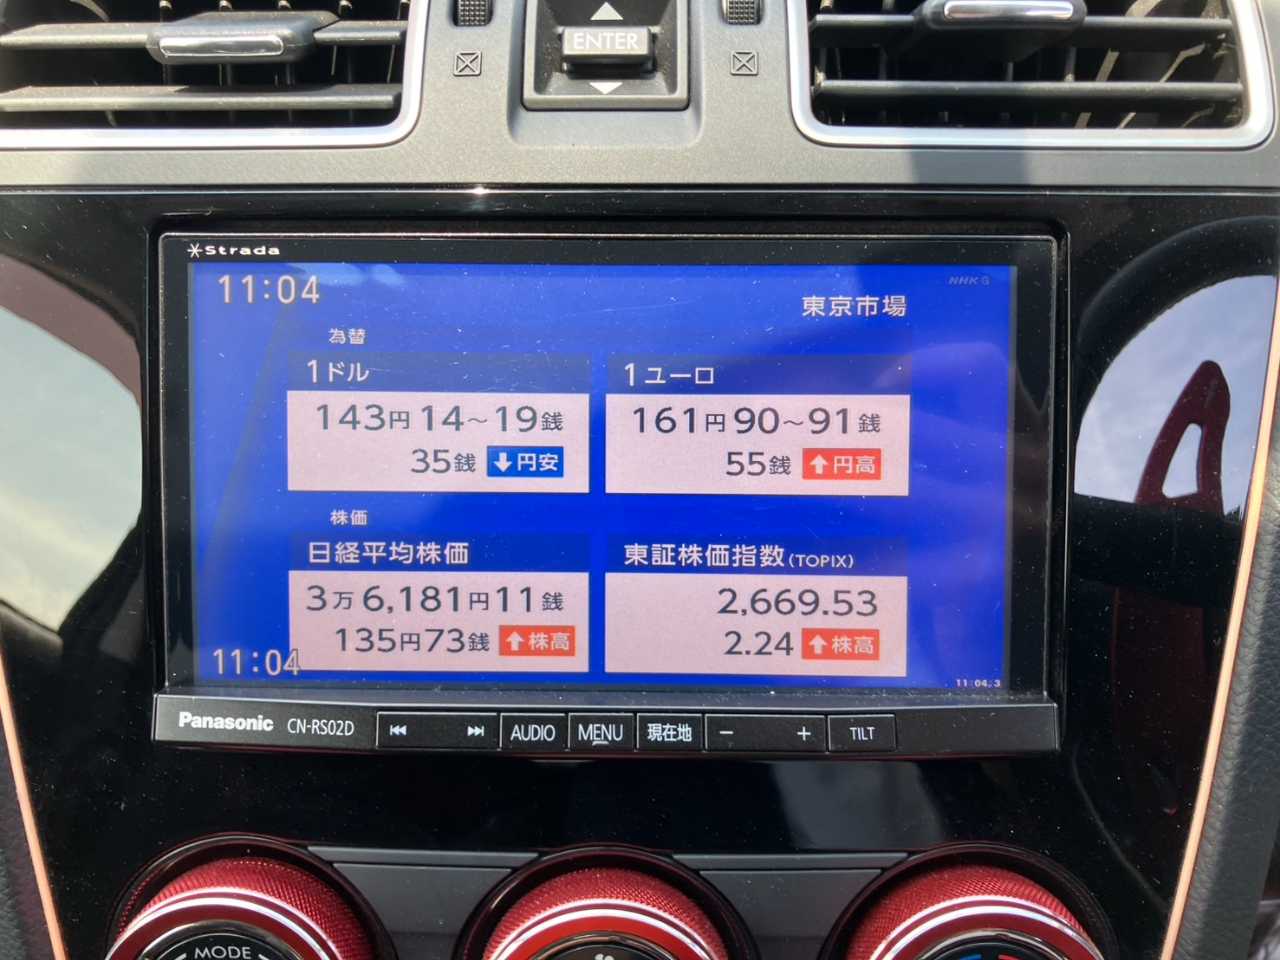 ENTER
Strada
11:04
NHK G
東京市場
為替
1ドル
143円14～19銭
35銭 ↓円安
1ユーロ
161円90～91銭
55銭 ↑円高
株価
日経平均株価
3万6,181円11銭
135円73銭 ↑株高
東証株価指数(TOPIX)
2,669.53
2.24 ↑株高
11:04
11:04.3
Panasonic CN-RS02D AUDIO MENU 現在地 － ＋ TILT
MODE